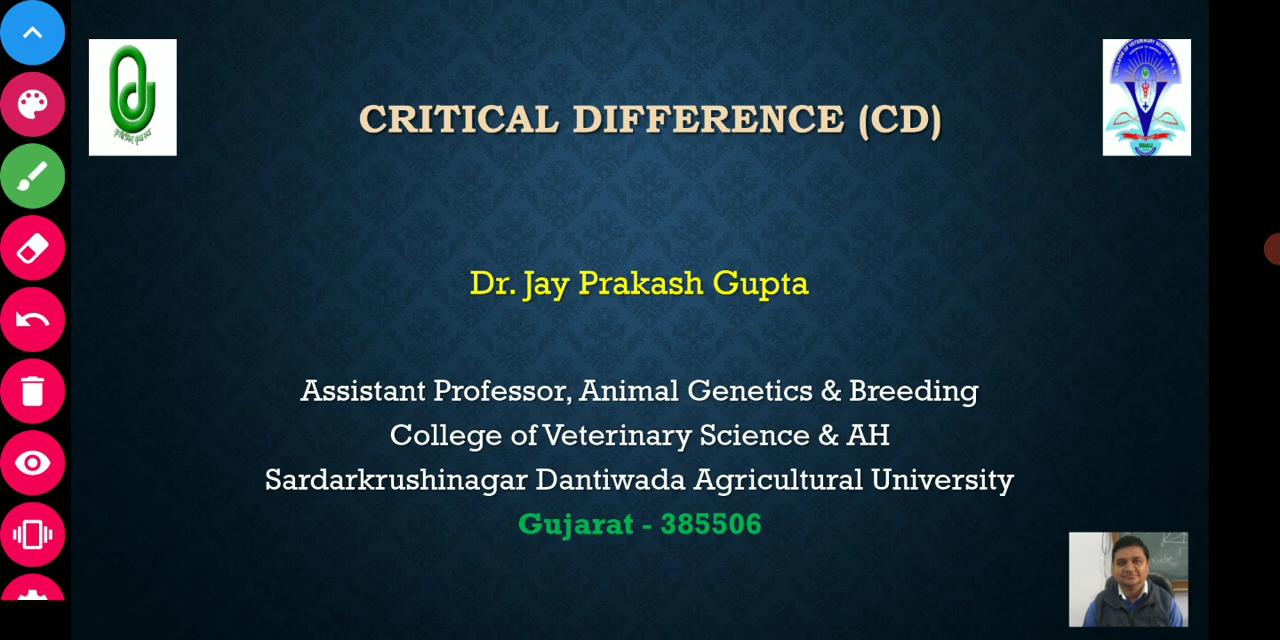 CRITICAL DIFFERENCE (CD)
Dr. Jay Prakash Gupta
Assistant Professor, Animal Genetics & Breeding
College of Veterinary Science & AH
Sardarkrushinagar Dantiwada Agricultural University
Gujarat - 385506